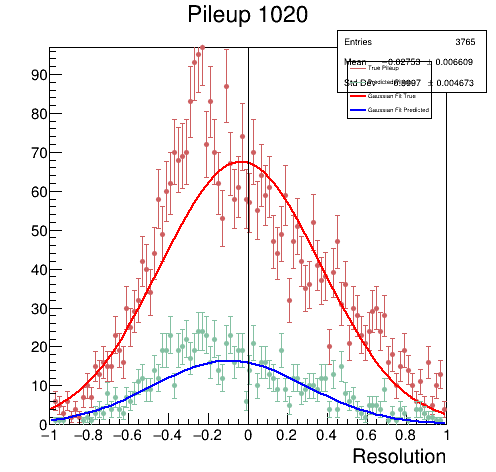 Pileup 1020
Entries 3765
Mean −0.02753 ± 0.006609
Std Dev ± 0.004673
True Pileup
Gaussian Fit True
Gaussian Fit Predicted
90
80
70
60
50
40
30
20
10
0
−1 −0.8 −0.6 −0.4 −0.2 0 0.2 0.4 0.6 0.8 1
Resolution